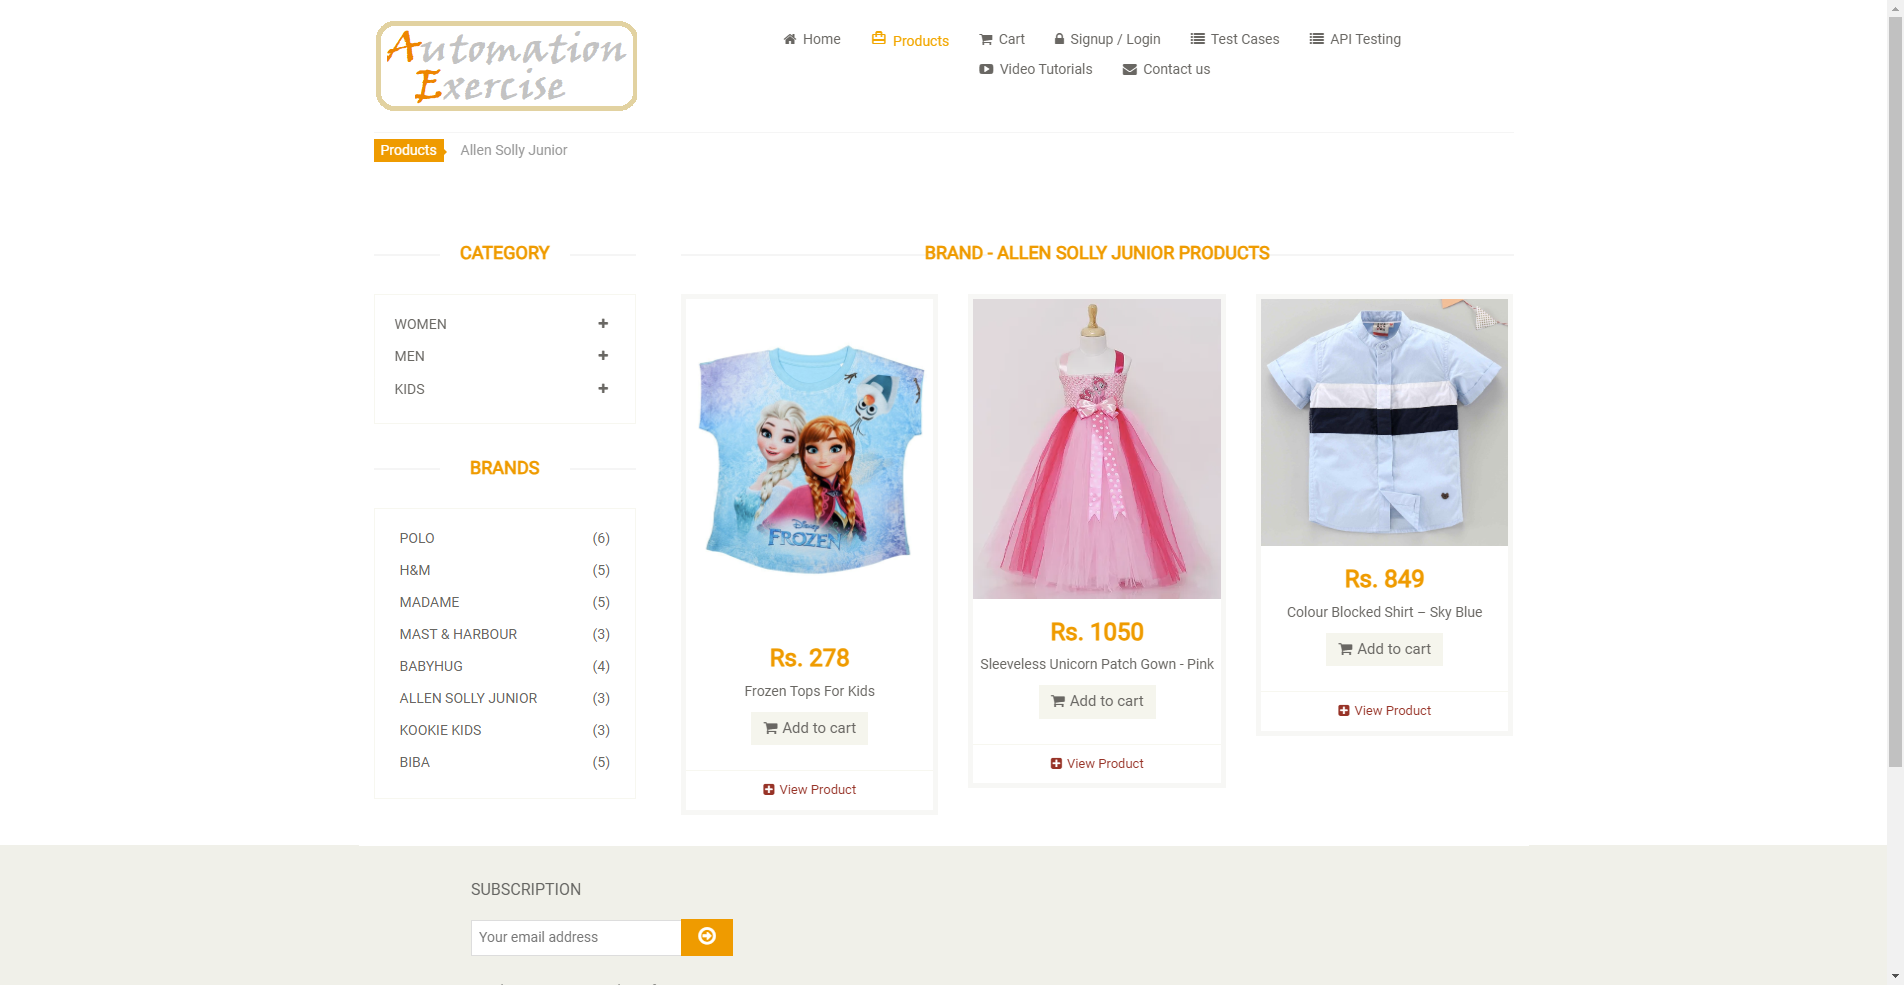 Automation
Exercise
Home
Products
Cart
Signup / Login
Test Cases
API Testing
Video Tutorials
Contact us
Products
Allen Solly Junior
CATEGORY
WOMEN
MEN
KIDS
BRANDS
POLO (6)
H&M (5)
MADAME (5)
MAST & HARBOUR (3)
BABYHUG (4)
ALLEN SOLLY JUNIOR (3)
KOOKIE KIDS (3)
BIBA (5)
BRAND - ALLEN SOLLY JUNIOR PRODUCTS
Disney
FROZEN
Rs. 278
Frozen Tops For Kids
Add to cart
View Product
Rs. 1050
Sleeveless Unicorn Patch Gown - Pink
Add to cart
View Product
Rs. 849
Colour Blocked Shirt – Sky Blue
Add to cart
View Product
SUBSCRIPTION
Your email address